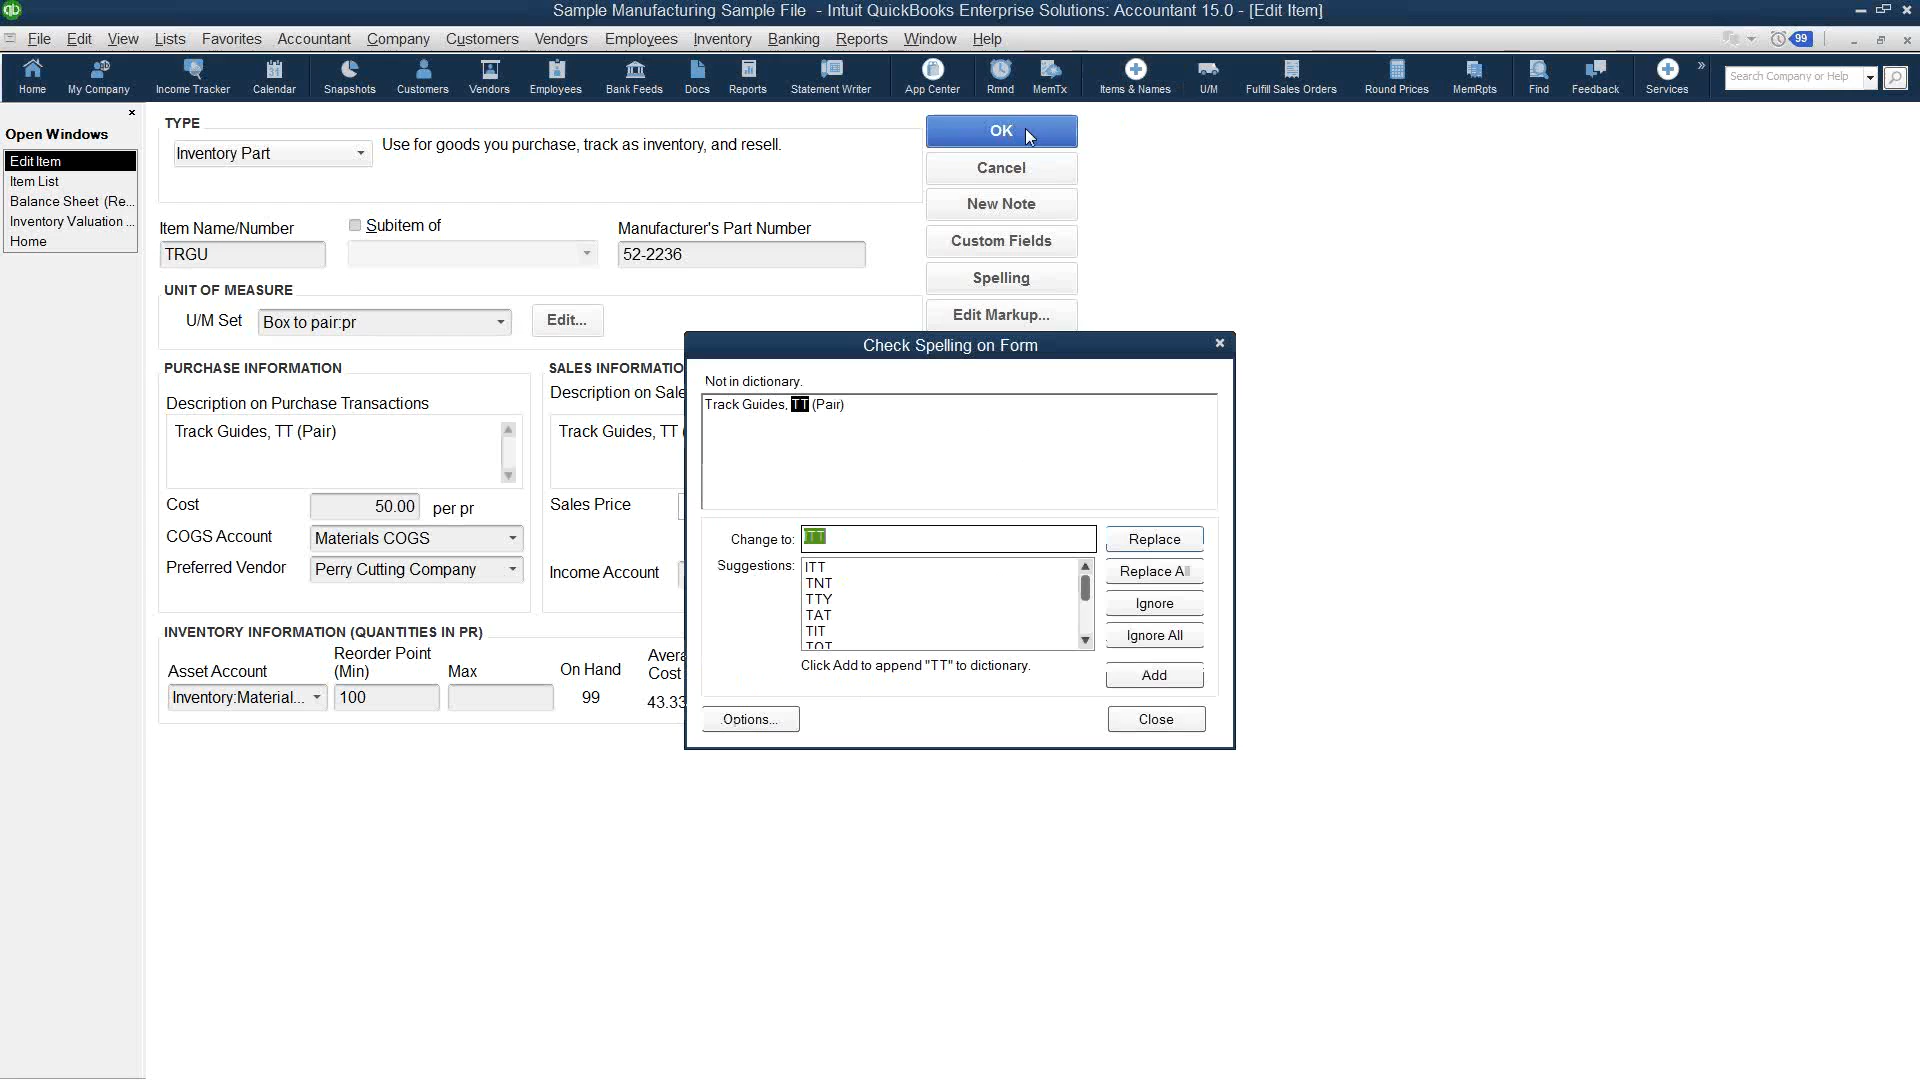 Sample Manufacturing Sample File - Intuit QuickBooks Enterprise Solutions: Accountant 15.0 - [Edit Item]
File Edit View Lists Favorites Accountant Company Customers Vendors Employees Inventory Banking Reports Window Help
99
Home My Company Income Tracker Calendar Snapshots Customers Vendors Employees Bank Feeds Docs Reports Statement Writer App Center Rmnd MemTx Items & Names U/M Fulfill Sales Orders Round Prices MemRpts Find Feedback Services » Search Company or Help
Open Windows
Edit Item
Item List
Balance Sheet (Re...
Inventory Valuation ...
Home
TYPE
Inventory Part
Use for goods you purchase, track as inventory, and resell.
OK
Cancel
New Note
Custom Fields
Spelling
Edit Markup...
Item Name/Number
Subitem of
Manufacturer's Part Number
TRGU
52-2236
UNIT OF MEASURE
U/M Set
Box to pair:pr
Edit...
PURCHASE INFORMATION
Description on Purchase Transactions
Track Guides, TT (Pair)
Cost 50.00 per pr
COGS Account Materials COGS
Preferred Vendor Perry Cutting Company
SALES INFORMATIO
Description on Sale
Track Guides, TT (
Sales Price
Income Account
INVENTORY INFORMATION (QUANTITIES IN PR)
Asset Account
Reorder Point
(Min)
Max
On Hand
Avera
Cost
Inventory:Material...
100
99
43.33
Check Spelling on Form
Not in dictionary.
Track Guides, TT (Pair)
Change to: ITT
Suggestions:
ITT
TNT
TTY
TAT
TIT
TOT
Click Add to append "TT" to dictionary.
Replace
Replace All
Ignore
Ignore All
Add
Options...
Close